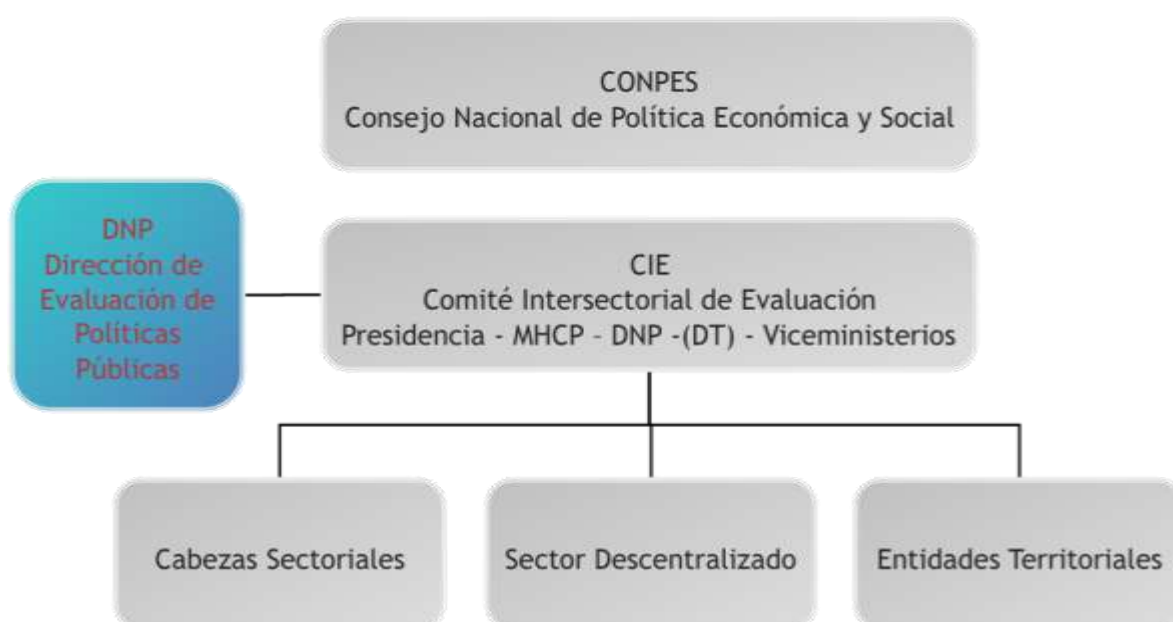 CONPES
Consejo Nacional de Política Económica y Social
DNP
Dirección de
Evaluación de
Políticas
Públicas
CIE
Comité Intersectorial de Evaluación
Presidencia - MHCP – DNP -(DT) - Viceministerios
Cabezas Sectoriales
Sector Descentralizado
Entidades Territoriales